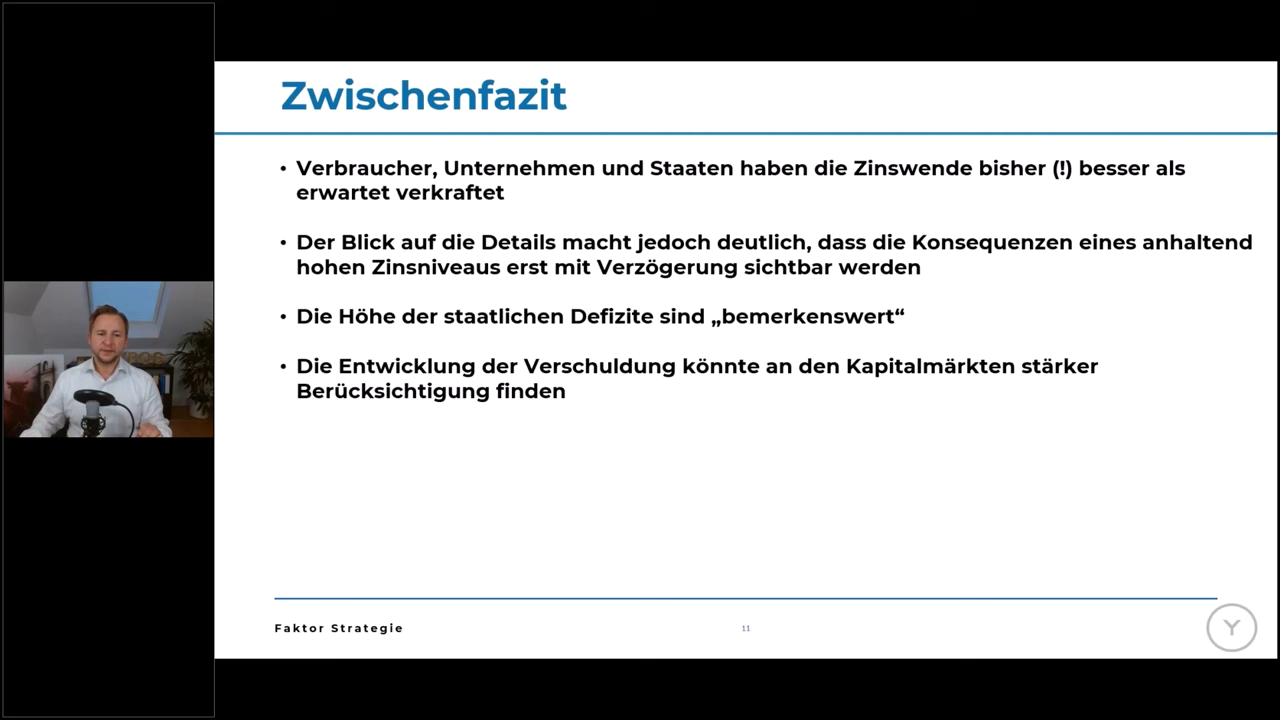 Zwischenfazit
• Verbraucher, Unternehmen und Staaten haben die Zinswende bisher (!) besser als
erwartet verkraftet
• Der Blick auf die Details macht jedoch deutlich, dass die Konsequenzen eines anhaltend
hohen Zinsniveaus erst mit Verzögerung sichtbar werden
• Die Höhe der staatlichen Defizite sind „bemerkenswert“
• Die Entwicklung der Verschuldung könnte an den Kapitalmärkten stärker
Berücksichtigung finden
Faktor Strategie
11
Y